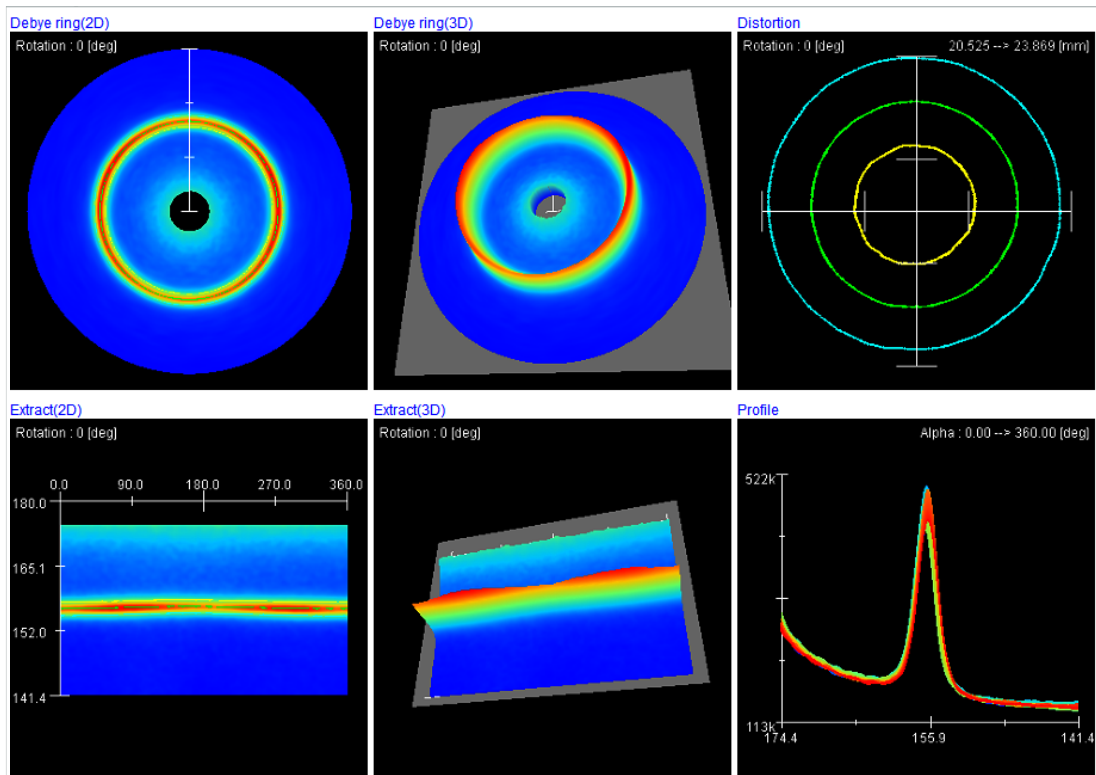 Debye ring(2D)
Rotation : 0 [deg]
Debye ring(3D)
Rotation : 0 [deg]
Distortion
Rotation : 0 [deg]
20.525 --> 23.869 [mm]
Extract(2D)
Rotation : 0 [deg]
0.0 90.0 180.0 270.0 360.0
180.0
165.1
152.0
141.4
Extract(3D)
Rotation : 0 [deg]
Profile
Alpha : 0.00 --> 360.00 [deg]
522k
113k
174.4 155.9 141.4